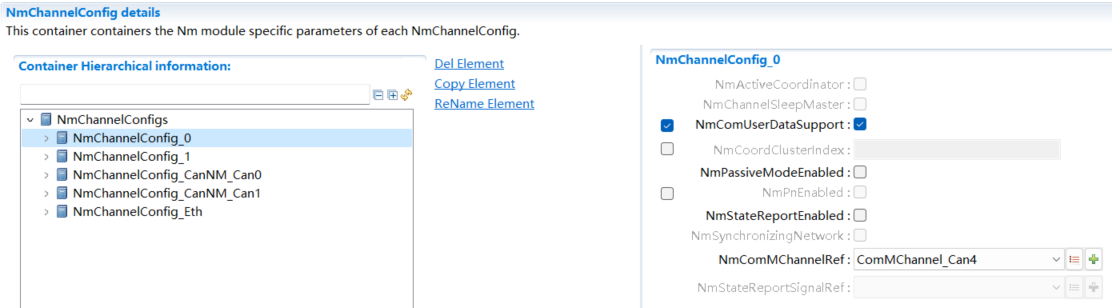 NmChannelConfig details
This container containers the Nm module specific parameters of each NmChannelConfig.
Container Hierarchical information:
Del Element
Copy Element
ReName Element
NmChannelConfigs
NmChannelConfig_0
NmChannelConfig_1
NmChannelConfig_CanNM_Can0
NmChannelConfig_CanNM_Can1
NmChannelConfig_Eth
NmChannelConfig_0
NmActiveCoordinator :
NmChannelSleepMaster :
NmComUserDataSupport :
NmCoordClusterIndex :
NmPassiveModeEnabled :
NmPnEnabled :
NmStateReportEnabled :
NmSynchronizingNetwork :
NmComMChannelRef : ComMChannel_Can4
NmStateReportSignalRef :